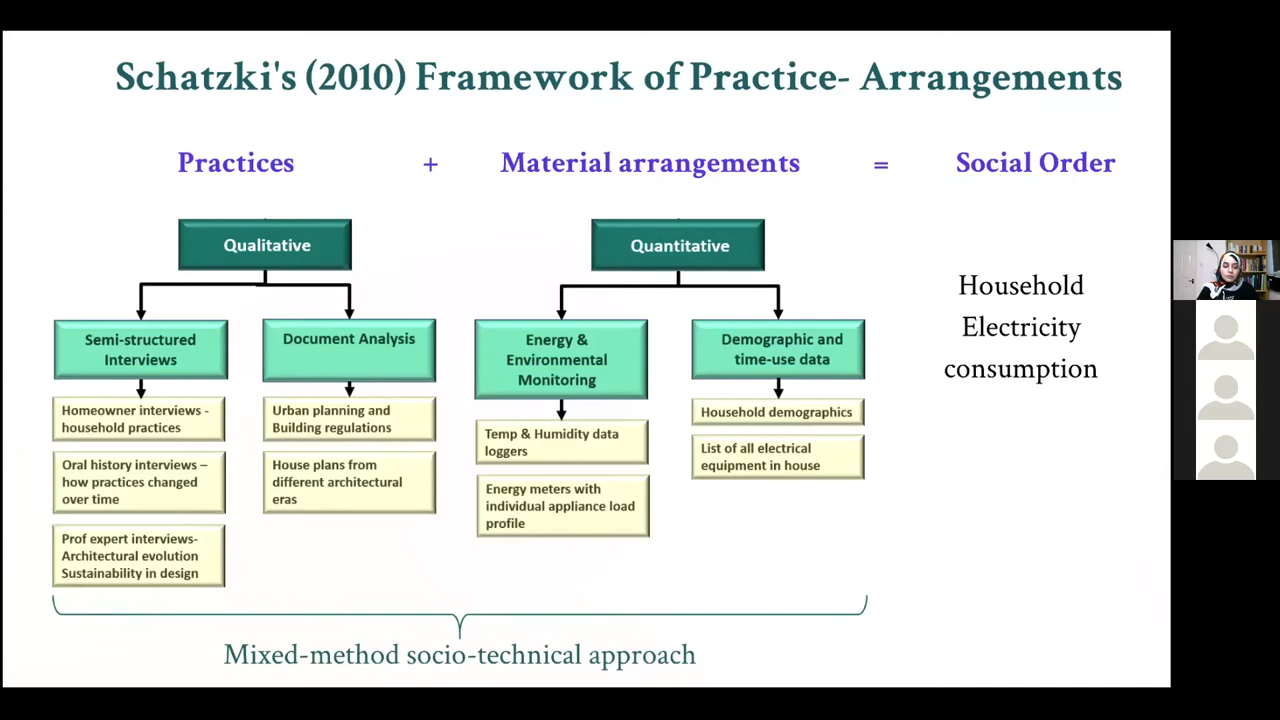 Schatzki's (2010) Framework of Practice- Arrangements
Practices + Material arrangements = Social Order
Qualitative
Semi-structured
Interviews
Homeowner interviews -
household practices
Oral history interviews –
how practices changed
over time
Prof expert interviews-
Architectural evolution
Sustainability in design
Document Analysis
Urban planning and
Building regulations
House plans from
different architectural
eras
Quantitative
Energy &
Environmental
Monitoring
Temp & Humidity data
loggers
Energy meters with
individual appliance load
profile
Demographic and
time-use data
Household demographics
List of all electrical
equipment in house
Household
Electricity
consumption
Mixed-method socio-technical approach